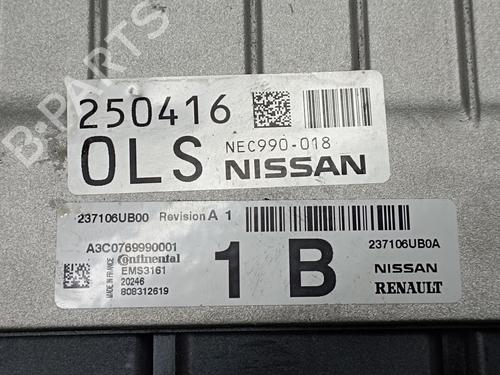 B-PARTS
250416
OLS NEC990-018
NISSAN
237106UB00 Revision A 1
A3C0769990001
Continental
EMS3161
20246
808312619
MADE IN FRANCE
1 B
237106UB0A
NISSAN
RENAULT